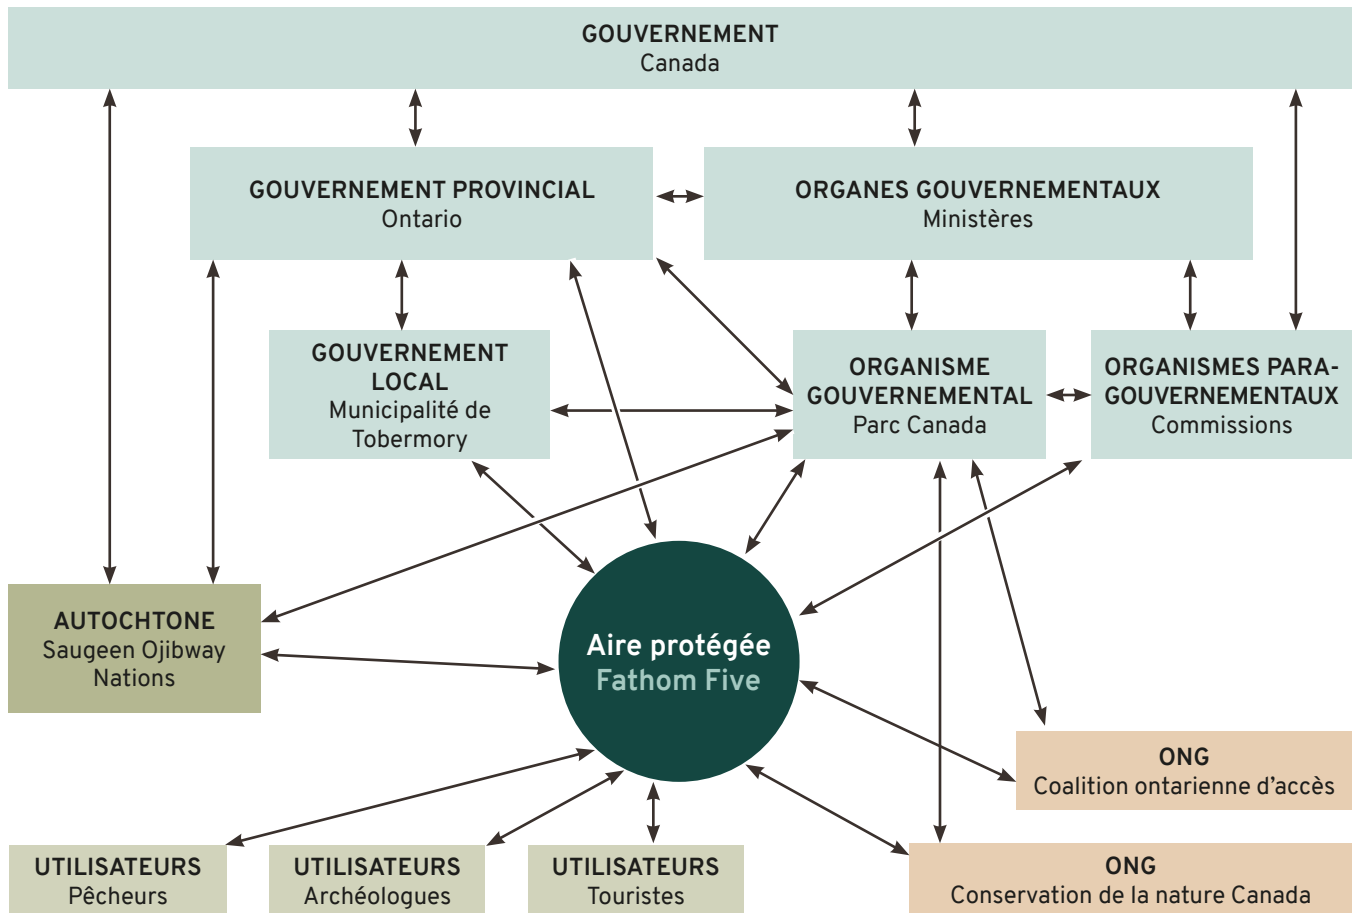 GOUVERNEMENT
Canada
GOUVERNEMENT PROVINCIAL
Ontario
ORGANES GOUVERNEMENTAUX
Ministères
GOUVERNEMENT
LOCAL
Municipalité de
Tobermory
ORGANISME
GOUVERNEMENTAL
Parc Canada
ORGANISMES PARA-
GOUVERNEMENTAUX
Commissions
AUTOCHTONE
Saugeen Ojibway
Nations
Aire protégée
Fathom Five
ONG
Coalition ontarienne d'accès
UTILISATEURS
Pêcheurs
UTILISATEURS
Archéologues
UTILISATEURS
Touristes
ONG
Conservation de la nature Canada